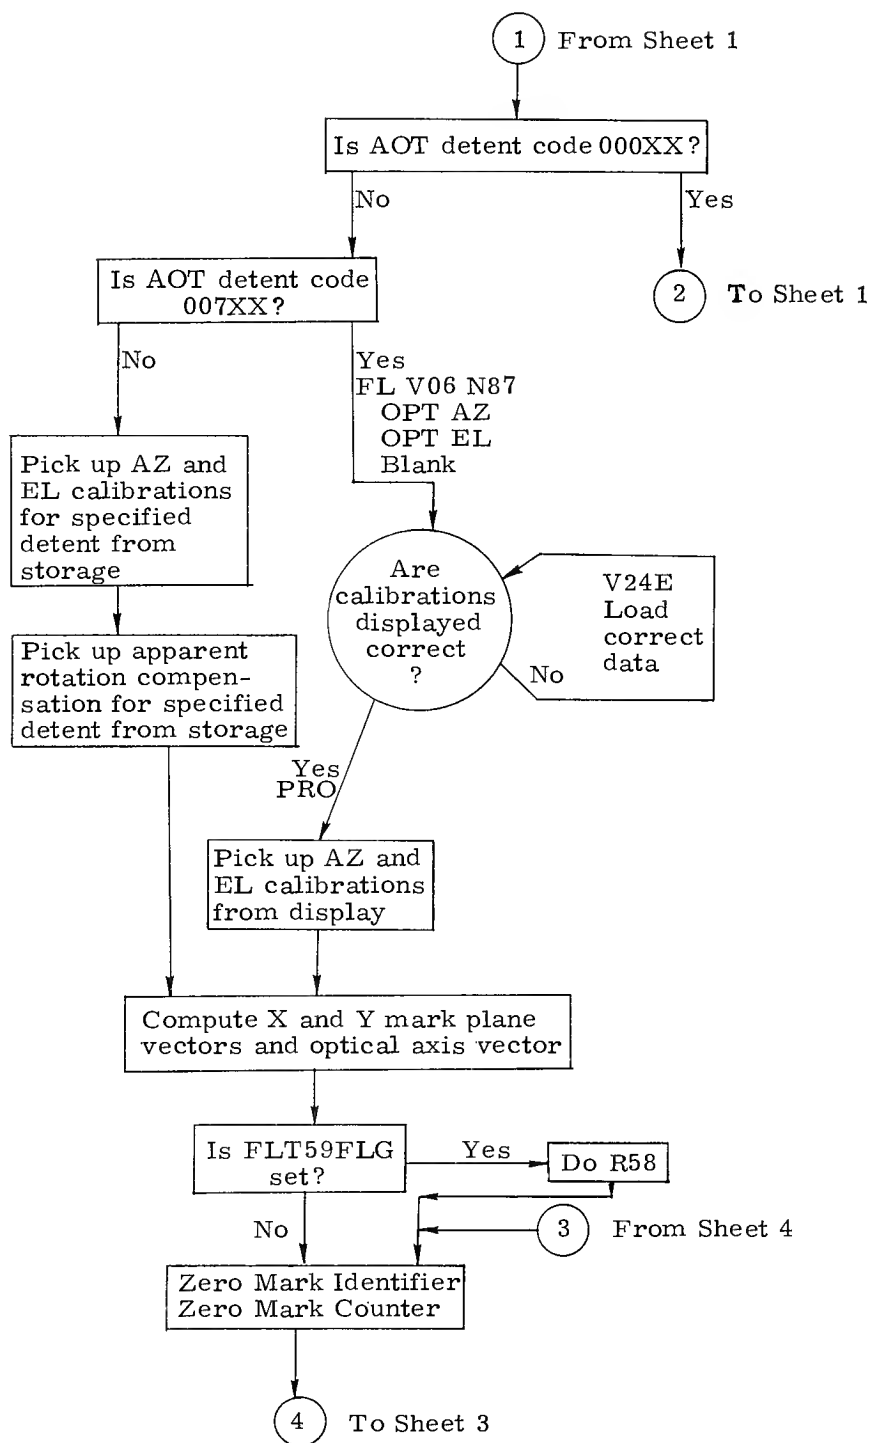 1 From Sheet 1
Is AOT detent code 000XX?
No
Yes
Is AOT detent code
007XX?
2 To Sheet 1
No
Yes
FL V06 N87
OPT AZ
OPT EL
Blank
Pick up AZ and
EL calibrations
for specified
detent from
storage
Are
calibrations
displayed
correct
?
V24E
Load
correct
data
No
Pick up apparent
rotation compen-
sation for specified
detent from storage
Yes
PRO
Pick up AZ and
EL calibrations
from display
Compute X and Y mark plane
vectors and optical axis vector
Is FLT59FLG
set?
Yes
Do R58
No
3 From Sheet 4
Zero Mark Identifier
Zero Mark Counter
4 To Sheet 3